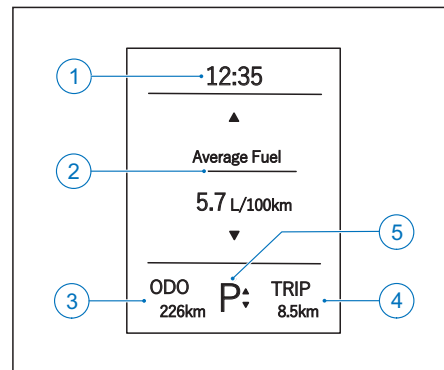 1
12:35
▲
2
Average Fuel
5.7 L/100km
5
▼
3
ODO
226km
P
▲
▼
TRIP
8.5km
4